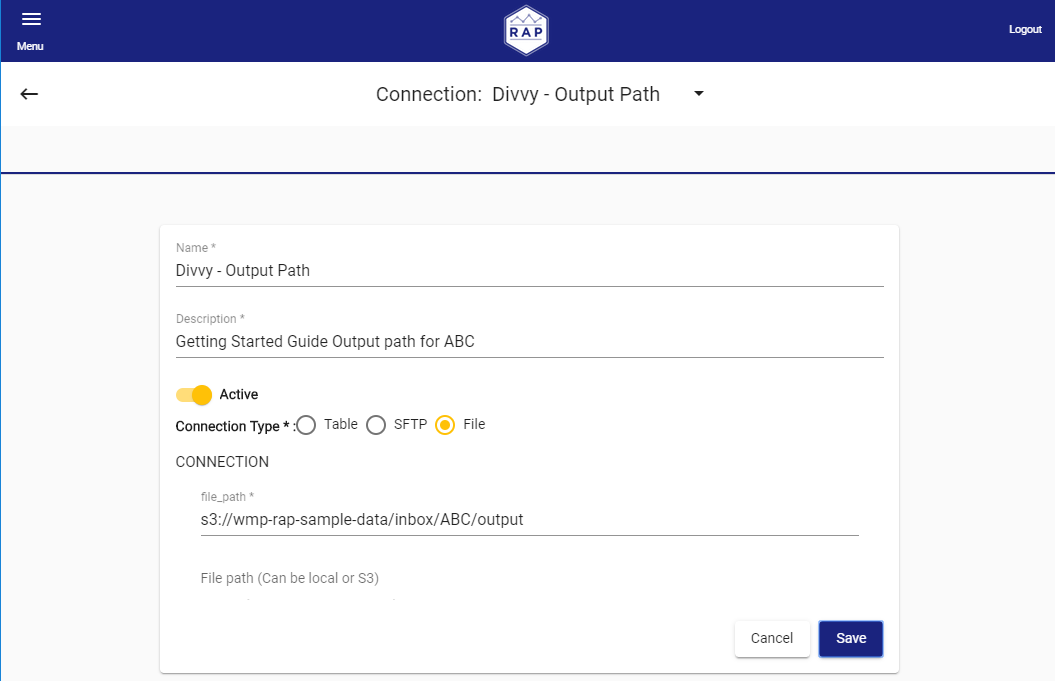 Menu
RAP
Logout
Connection: Divvy - Output Path
Name *
Divvy - Output Path
Description *
Getting Started Guide Output path for ABC
Active
Connection Type * : Table SFTP File
CONNECTION
file_path *
s3://wmp-rap-sample-data/inbox/ABC/output
File path (Can be local or S3)
Cancel Save